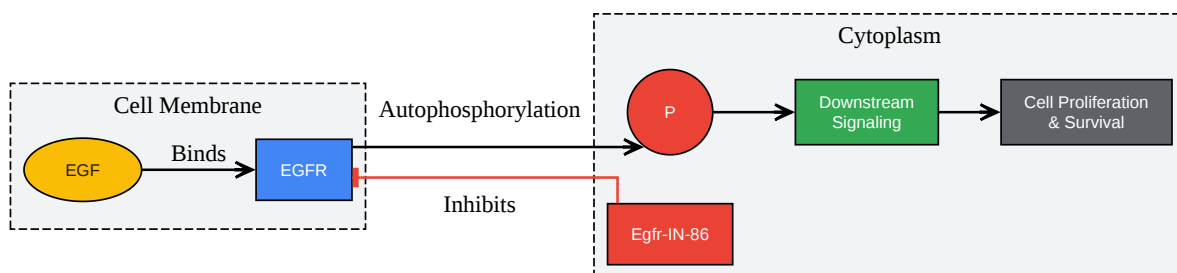 Cytoplasm
Cell Membrane
Autophosphorylation
P
Downstream
Signaling
Cell Proliferation
& Survival
EGF
Binds
EGFR
Inhibits
Egfr-IN-86